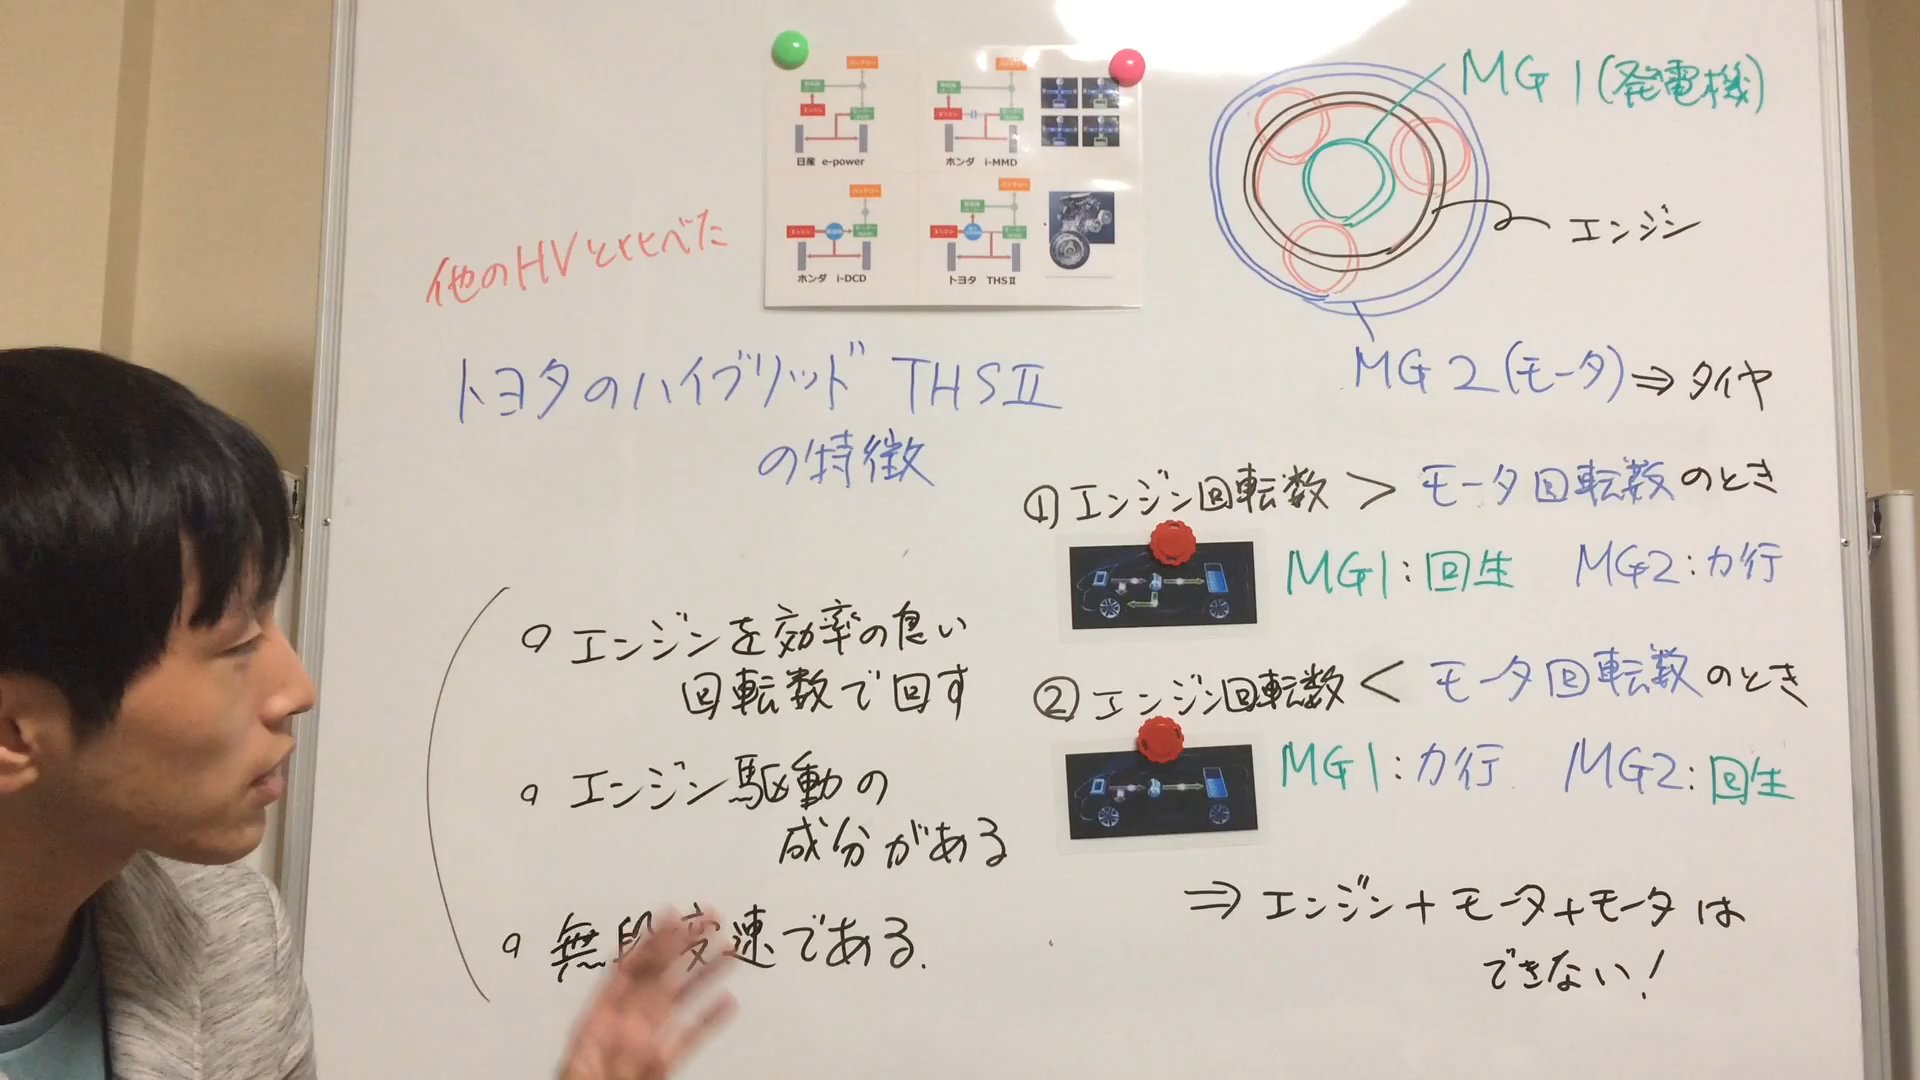 日産 e-power
ホンダ i-MMD
ホンダ i-DCD
トヨタ THSⅡ
他のHVと比べた
トヨタのハイブリッド THSⅡ
の特徴
エンジンを効率の良い
回転数で回す
エンジン駆動の
成分がある
無段変速である.
MG1(発電機)
エンジン
MG2(モータ)⇒タイヤ
①エンジン回転数 > モータ回転数のとき
MG1:回生 MG2:力行
②エンジン回転数 < モータ回転数のとき
MG1:力行 MG2:回生
⇒エンジン+モータ+モータは
できない!